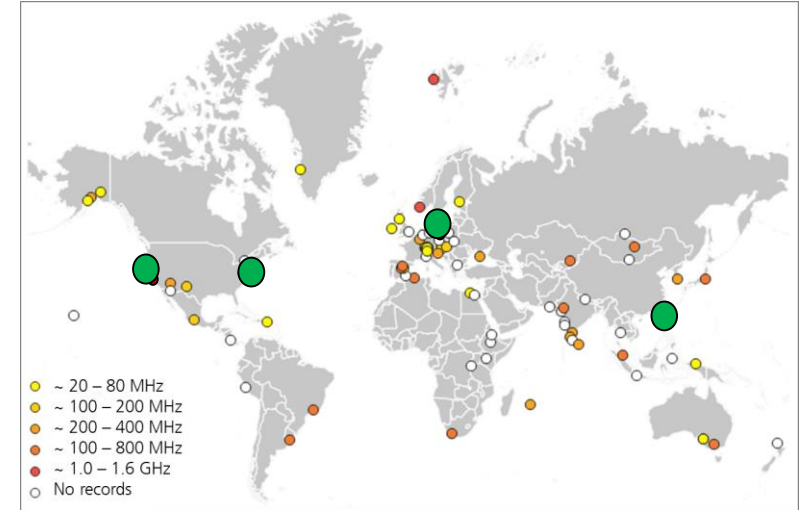 ~ 20 – 80 MHz
~ 100 – 200 MHz
~ 200 – 400 MHz
~ 100 – 800 MHz
~ 1.0 – 1.6 GHz
No records